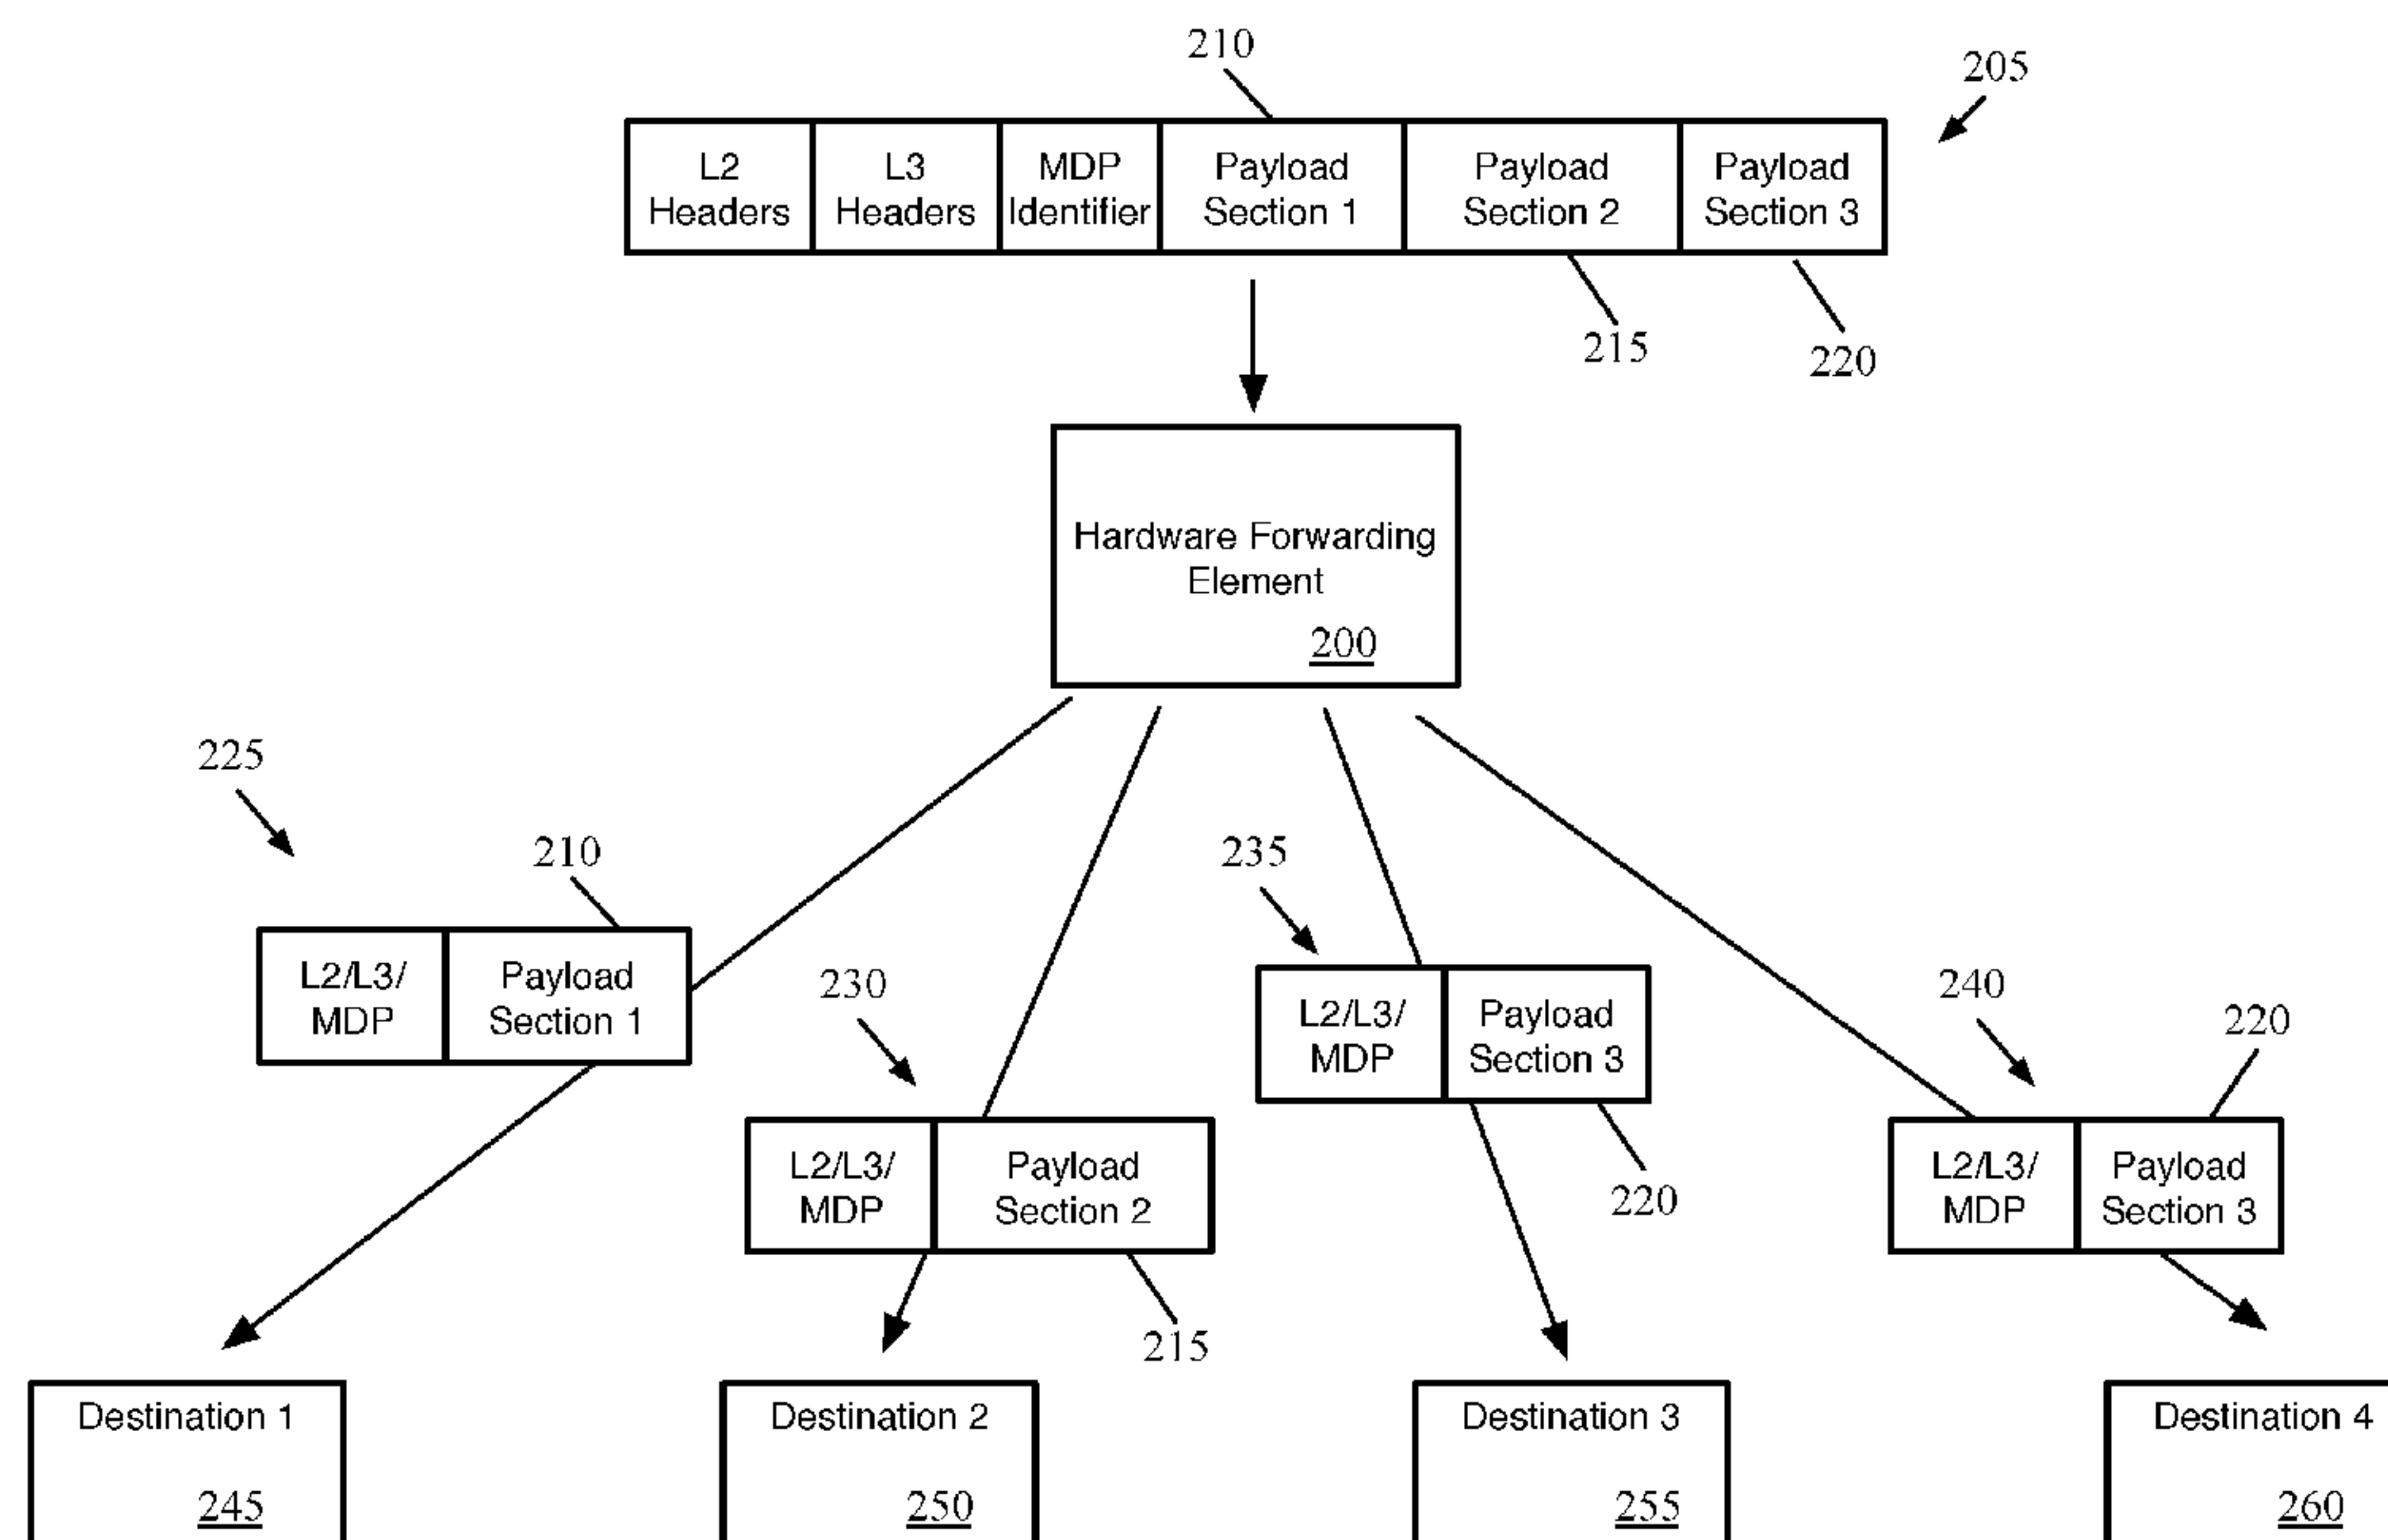 210
205
L2 Headers
L3 Headers
MDP Identifier
Payload Section 1
Payload Section 2
Payload Section 3
215
220
Hardware Forwarding Element
200
225
210
L2/L3/ MDP
Payload Section 1
230
L2/L3/ MDP
Payload Section 2
215
235
L2/L3/ MDP
Payload Section 3
220
240
220
L2/L3/ MDP
Payload Section 3
Destination 1
245
Destination 2
250
Destination 3
255
Destination 4
260